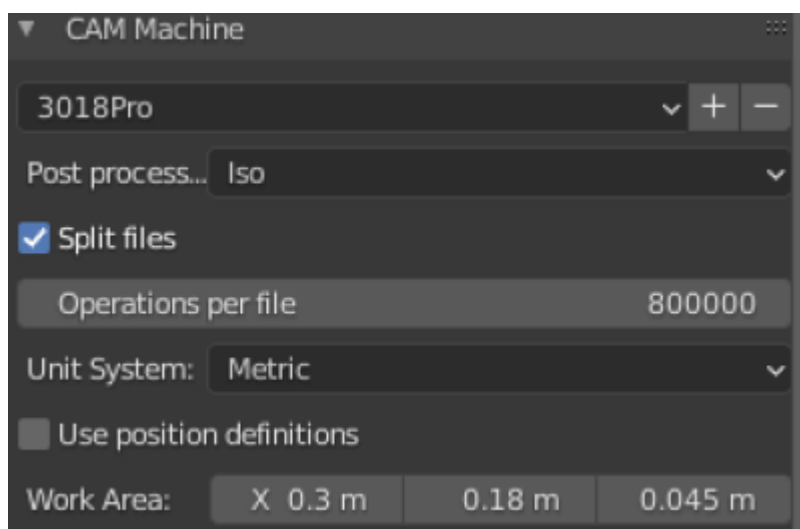 CAM Machine
3018Pro
Post process... Iso
Split files
Operations per file 800000
Unit System: Metric
Use position definitions
Work Area: X 0.3 m 0.18 m 0.045 m